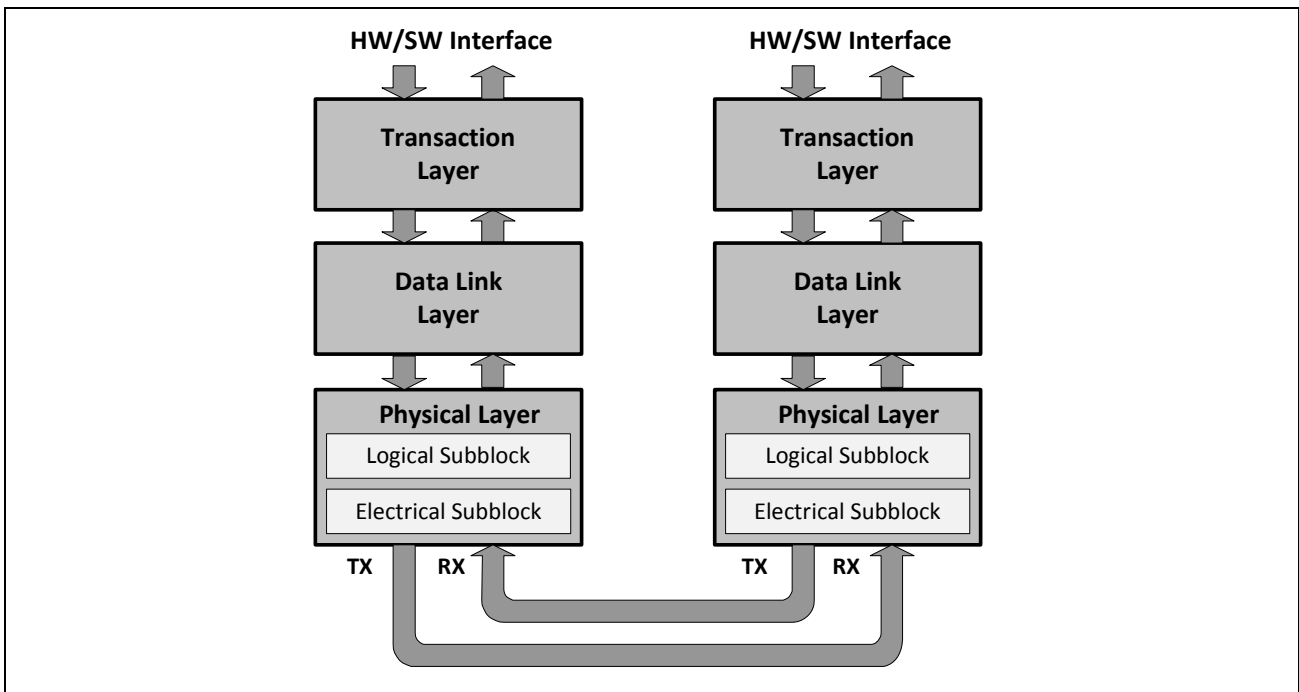 HW/SW Interface
HW/SW Interface
Transaction
Layer
Transaction
Layer
Data Link
Layer
Data Link
Layer
Physical Layer
Logical Subblock
Electrical Subblock
Physical Layer
Logical Subblock
Electrical Subblock
TX
RX
TX
RX